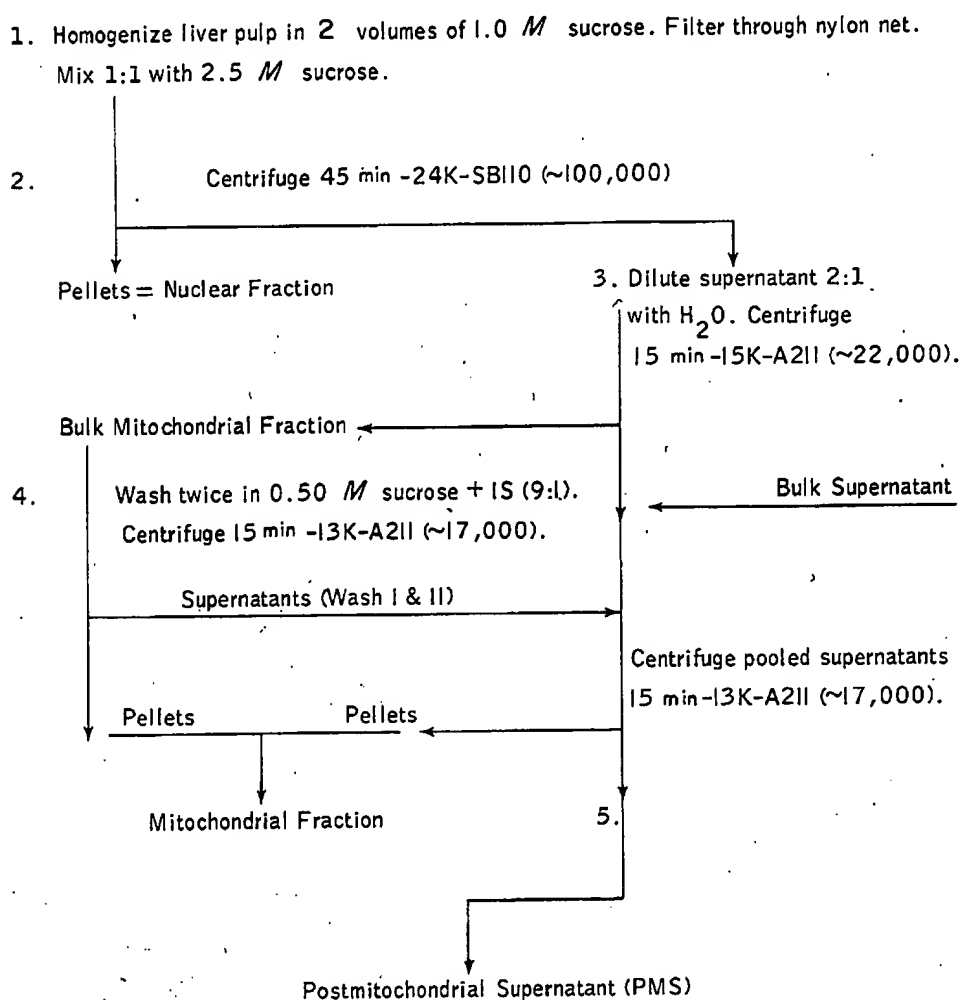 1. Homogenize liver pulp in 2 volumes of 1.0 M sucrose. Filter through nylon net.
Mix 1:1 with 2.5 M sucrose.
2. Centrifuge 45 min -24K-SB110 (~100,000)
Pellets = Nuclear Fraction
3. Dilute supernatant 2:1
with H2O. Centrifuge
15 min -15K-A211 (~22,000).
Bulk Mitochondrial Fraction
4. Wash twice in 0.50 M sucrose + IS (9:1).
Centrifuge 15 min -13K-A211 (~17,000).
Bulk Supernatant
Supernatants (Wash I & II)
Centrifuge pooled supernatants
15 min-13K-A211 (~17,000).
Pellets Pellets
Mitochondrial Fraction
5.
Postmitochondrial Supernatant (PMS)